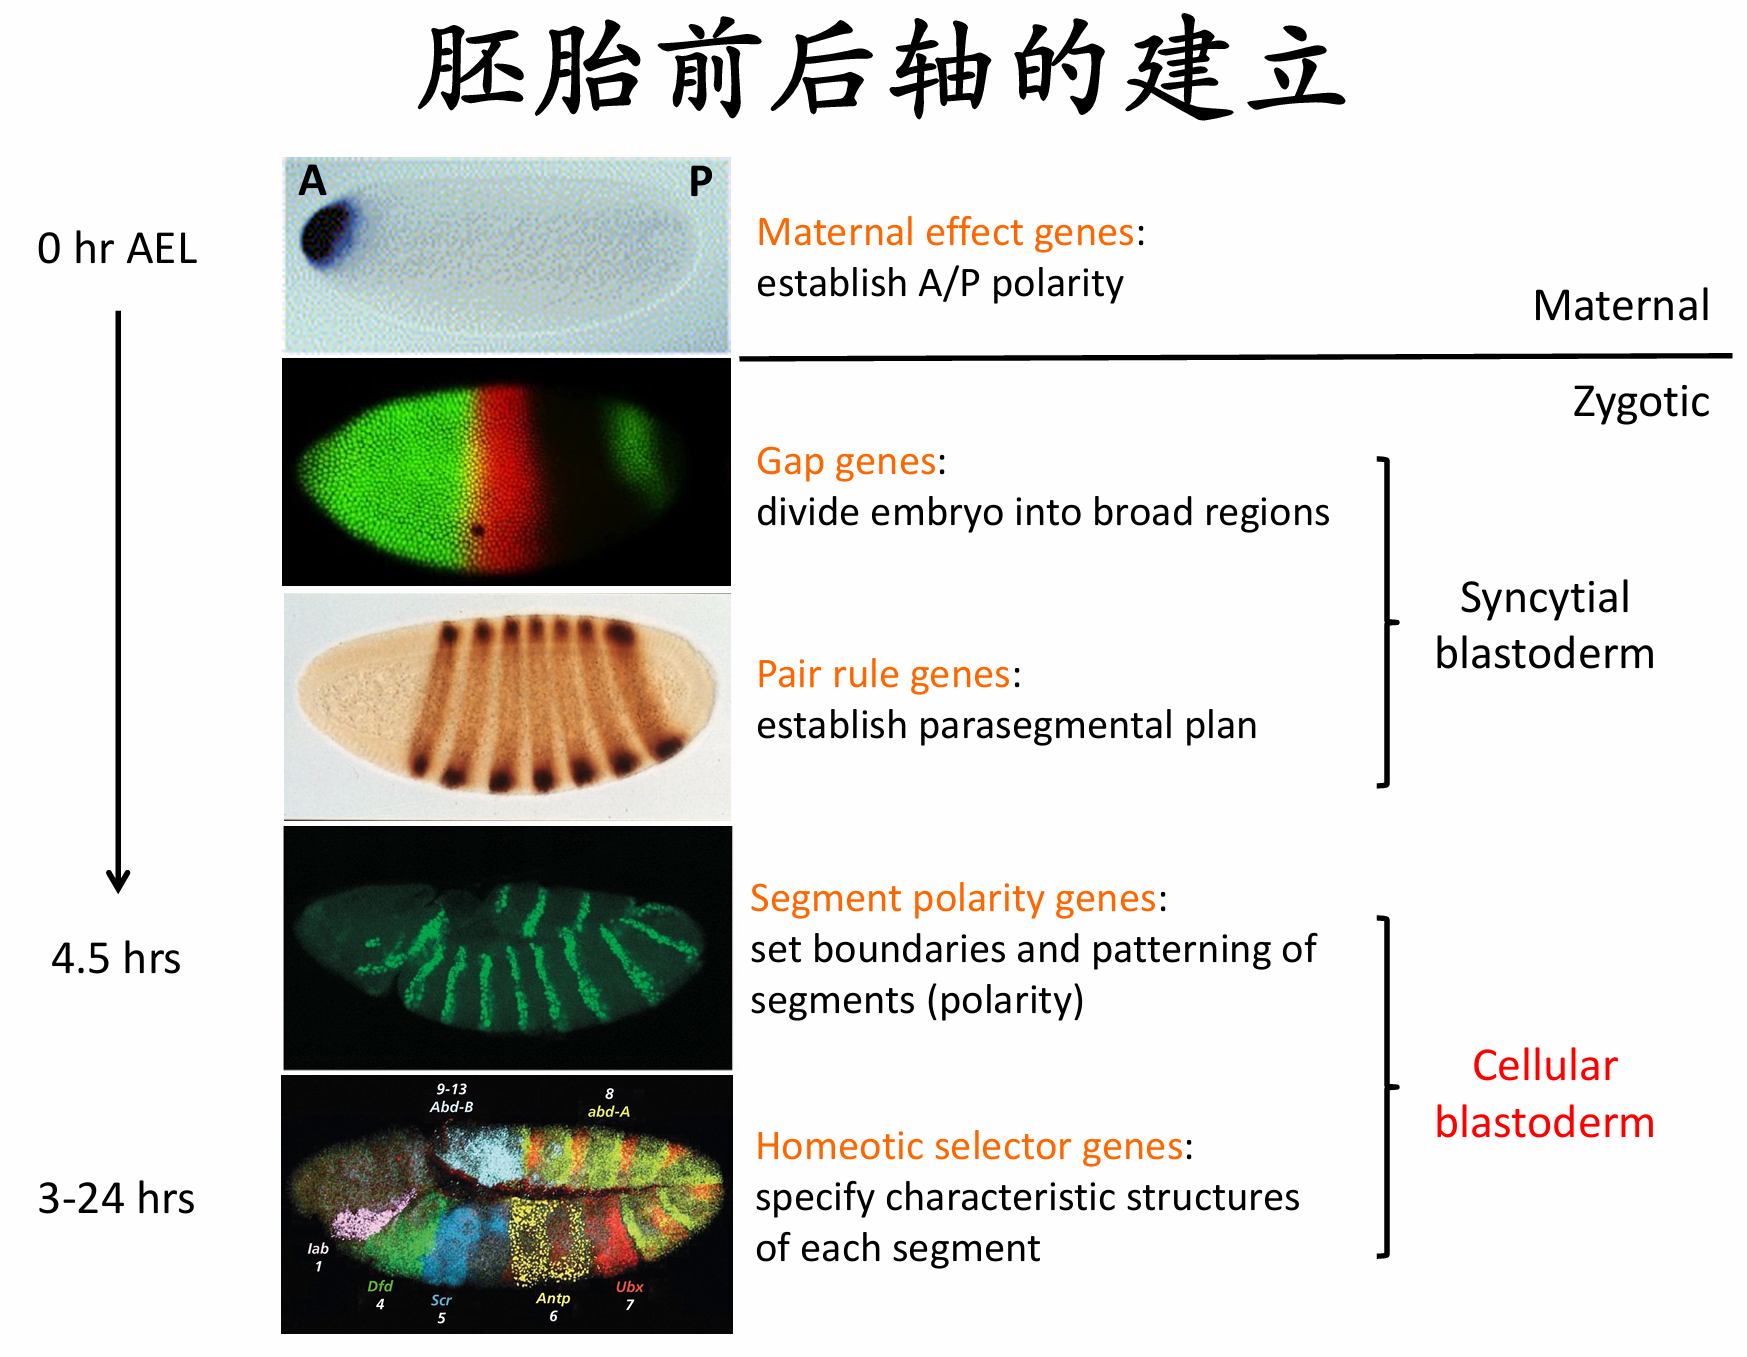 胚胎前后轴的建立
A
P
0 hr AEL
Maternal effect genes:
establish A/P polarity
Maternal
Zygotic
Gap genes:
divide embryo into broad regions
Syncytial
blastoderm
Pair rule genes:
establish parasegmental plan
Segment polarity genes:
set boundaries and patterning of
segments (polarity)
4.5 hrs
Cellular
blastoderm
9-13
Abd-B
8
abd-A
Homeotic selector genes:
specify characteristic structures
of each segment
3-24 hrs
lab
1
Dfd
4
Scr
5
Antp
6
Ubx
7